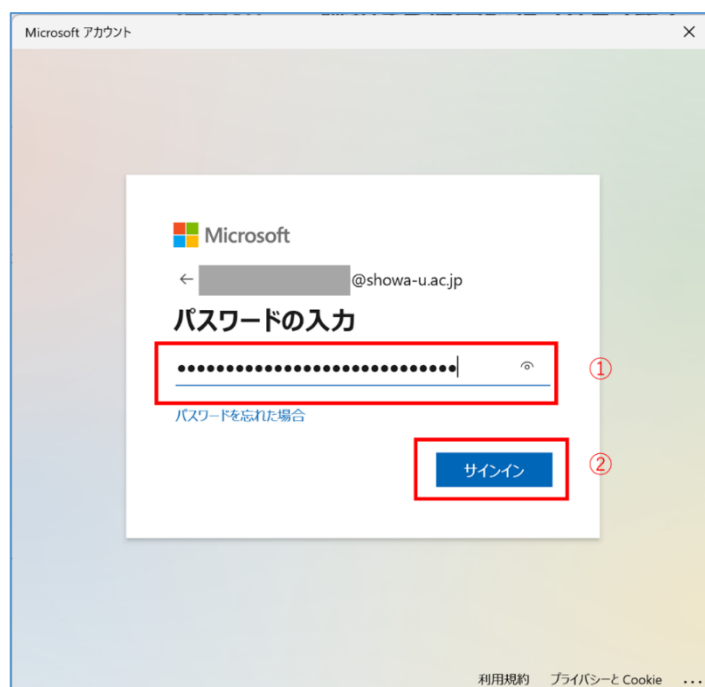 Microsoft アカウント
Microsoft
@showa-u.ac.jp
パスワードの入力
①
パスワードを忘れた場合
サインイン
②
利用規約 プライバシーと Cookie ...